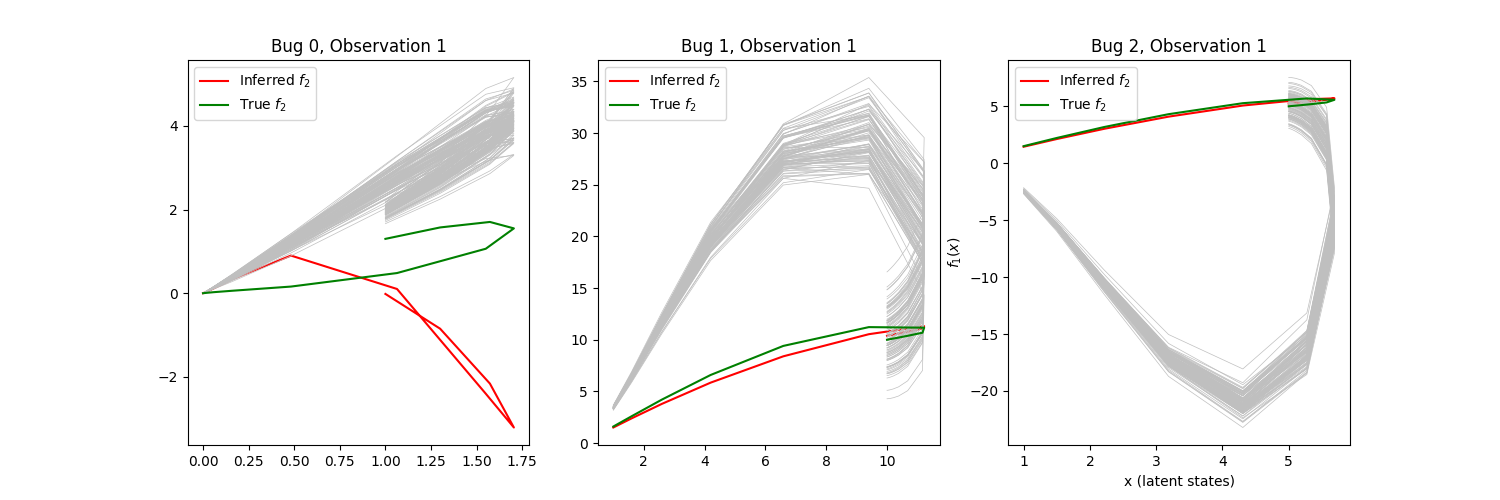 Bug 0, Observation 1
Inferred f₂
True f₂
4
2
0
−2
0.00 0.25 0.50 0.75 1.00 1.25 1.50 1.75
Bug 1, Observation 1
Inferred f₂
True f₂
35
30
25
20
15
10
5
0
2 4 6 8 10
Bug 2, Observation 1
Inferred f₂
True f₂
f₁(x)
5
0
−5
−10
−15
−20
1 2 3 4 5
x (latent states)